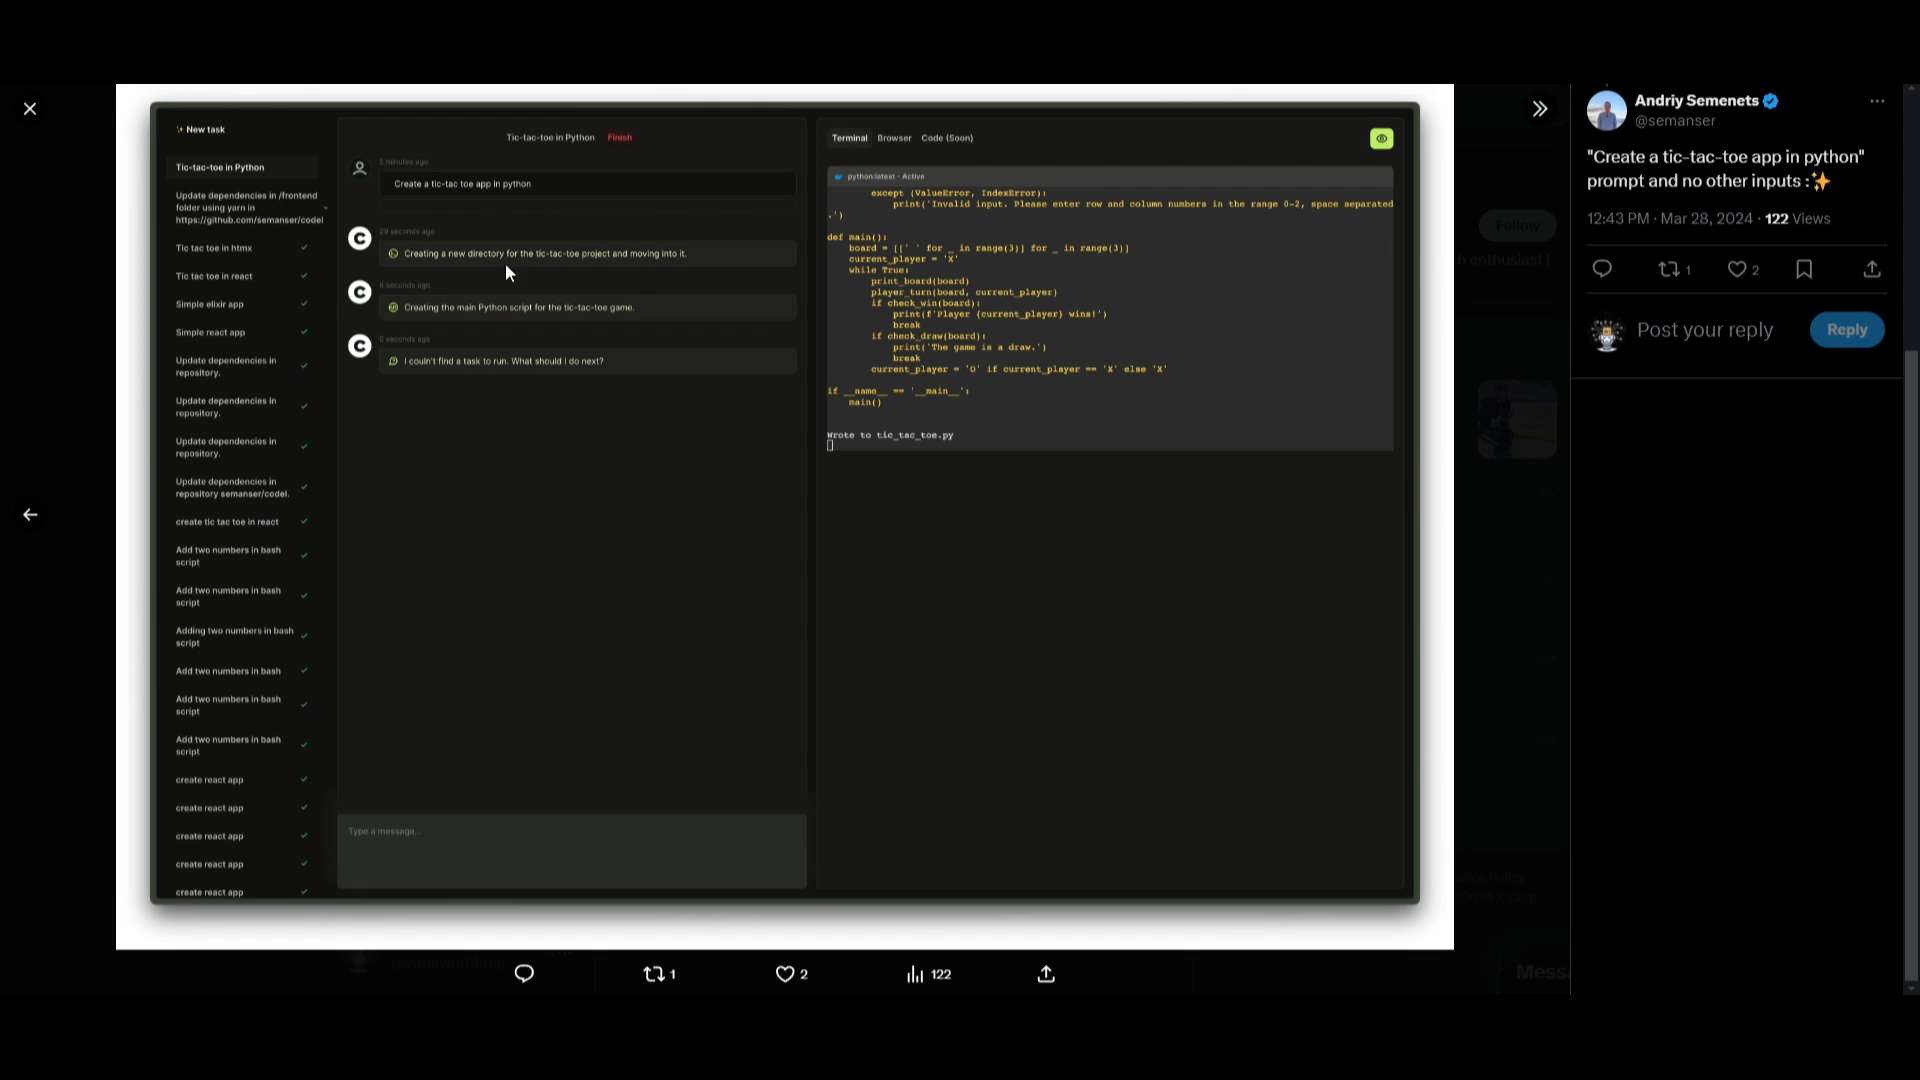 New task
Tic-tac-toe in Python
Update dependencies in /frontend
folder using yarn in
https://github.com/semanser/codel
Tic tac toe in htmx
Tic tac toe in react
Simple elixir app
Simple react app
Update dependencies in
repository.
Update dependencies in
repository.
Update dependencies in
repository.
Update dependencies in
repository semanser/codel.
create tic tac toe in react
Add two numbers in bash
script
Add two numbers in bash
script
Adding two numbers in bash
script
Add two numbers in bash
Add two numbers in bash
script
Add two numbers in bash
script
create react app
create react app
create react app
create react app
create react app
Tic-tac-toe in Python Finish
5 minutes ago
Create a tic-tac toe app in python
29 seconds ago
Creating a new directory for the tic-tac-toe project and moving into it.
8 seconds ago
Creating the main Python script for the tic-tac-toe game.
0 seconds ago
I couln't find a task to run. What should I do next?
Type a message...
Terminal Browser Code (Soon)
python:latest - Active
except (ValueError, IndexError):
print('Invalid input. Please enter row and column numbers in the range 0-2, space separated
.')
def main():
board = [[' ' for _ in range(3)] for _ in range(3)]
current_player = 'X'
while True:
print_board(board)
player_turn(board, current_player)
if check_win(board):
print(f'Player {current_player} wins!')
break
if check_draw(board):
print('The game is a draw.')
break
current_player = 'O' if current_player == 'X' else 'X'
if __name__ == '__main__':
main()
Wrote to tic_tac_toe.py
1
2
122
Andriy Semenets
@semanser
"Create a tic-tac-toe app in python"
prompt and no other inputs :✨
12:43 PM · Mar 28, 2024 · 122 Views
1
2
Post your reply
Reply
Follow
enthusiast |
Mess